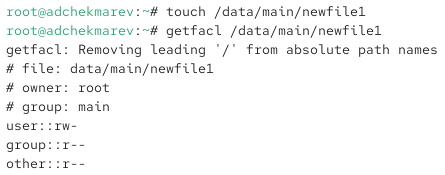 root@adchekmarev:~# touch /data/main/newfile1
root@adchekmarev:~# getfacl /data/main/newfile1
getfacl: Removing leading '/' from absolute path names
# file: data/main/newfile1
# owner: root
# group: main
user::rw-
group::r--
other::r--